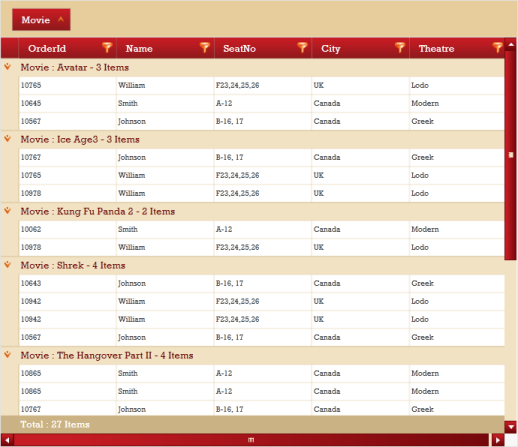 Movie
OrderId Name SeatNo City Theatre
Movie : Avatar - 3 Items
10765 William F23,24,25,26 UK Lodo
10645 Smith A-12 Canada Modern
10567 Johnson B-16, 17 Canada Greek
Movie : Ice Age3 - 3 Items
10767 Johnson B-16, 17 Canada Greek
10765 William F23,24,25,26 UK Lodo
10978 William F23,24,25,26 UK Lodo
Movie : Kung Fu Panda 2 - 2 Items
10062 Smith A-12 Canada Modern
10978 William F23,24,25,26 UK Lodo
Movie : Shrek - 4 Items
10643 Johnson B-16, 17 Canada Greek
10942 William F23,24,25,26 UK Lodo
10942 William F23,24,25,26 UK Lodo
10567 Johnson B-16, 17 Canada Greek
Movie : The Hangover Part II - 4 Items
10865 Smith A-12 Canada Modern
10865 Smith A-12 Canada Modern
10767 Johnson B-16, 17 Canada Greek
Total : 27 Items